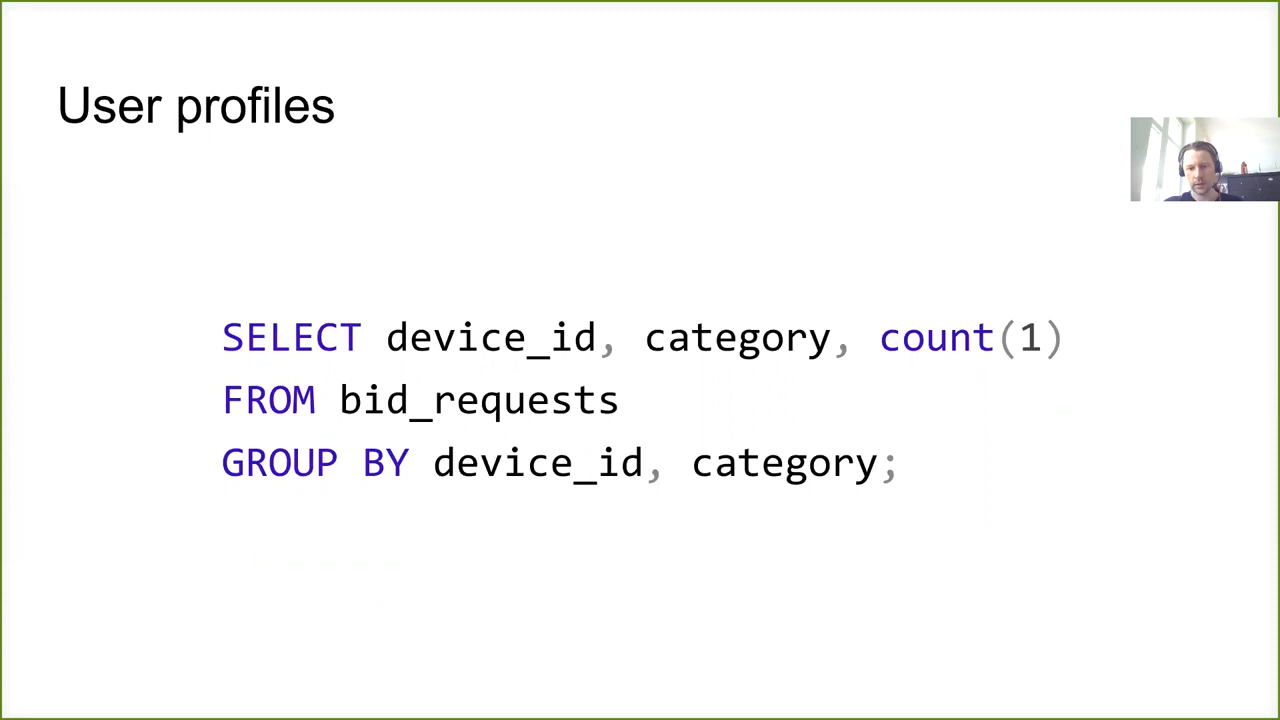 User profiles
SELECT device_id, category, count(1)
FROM bid_requests
GROUP BY device_id, category;